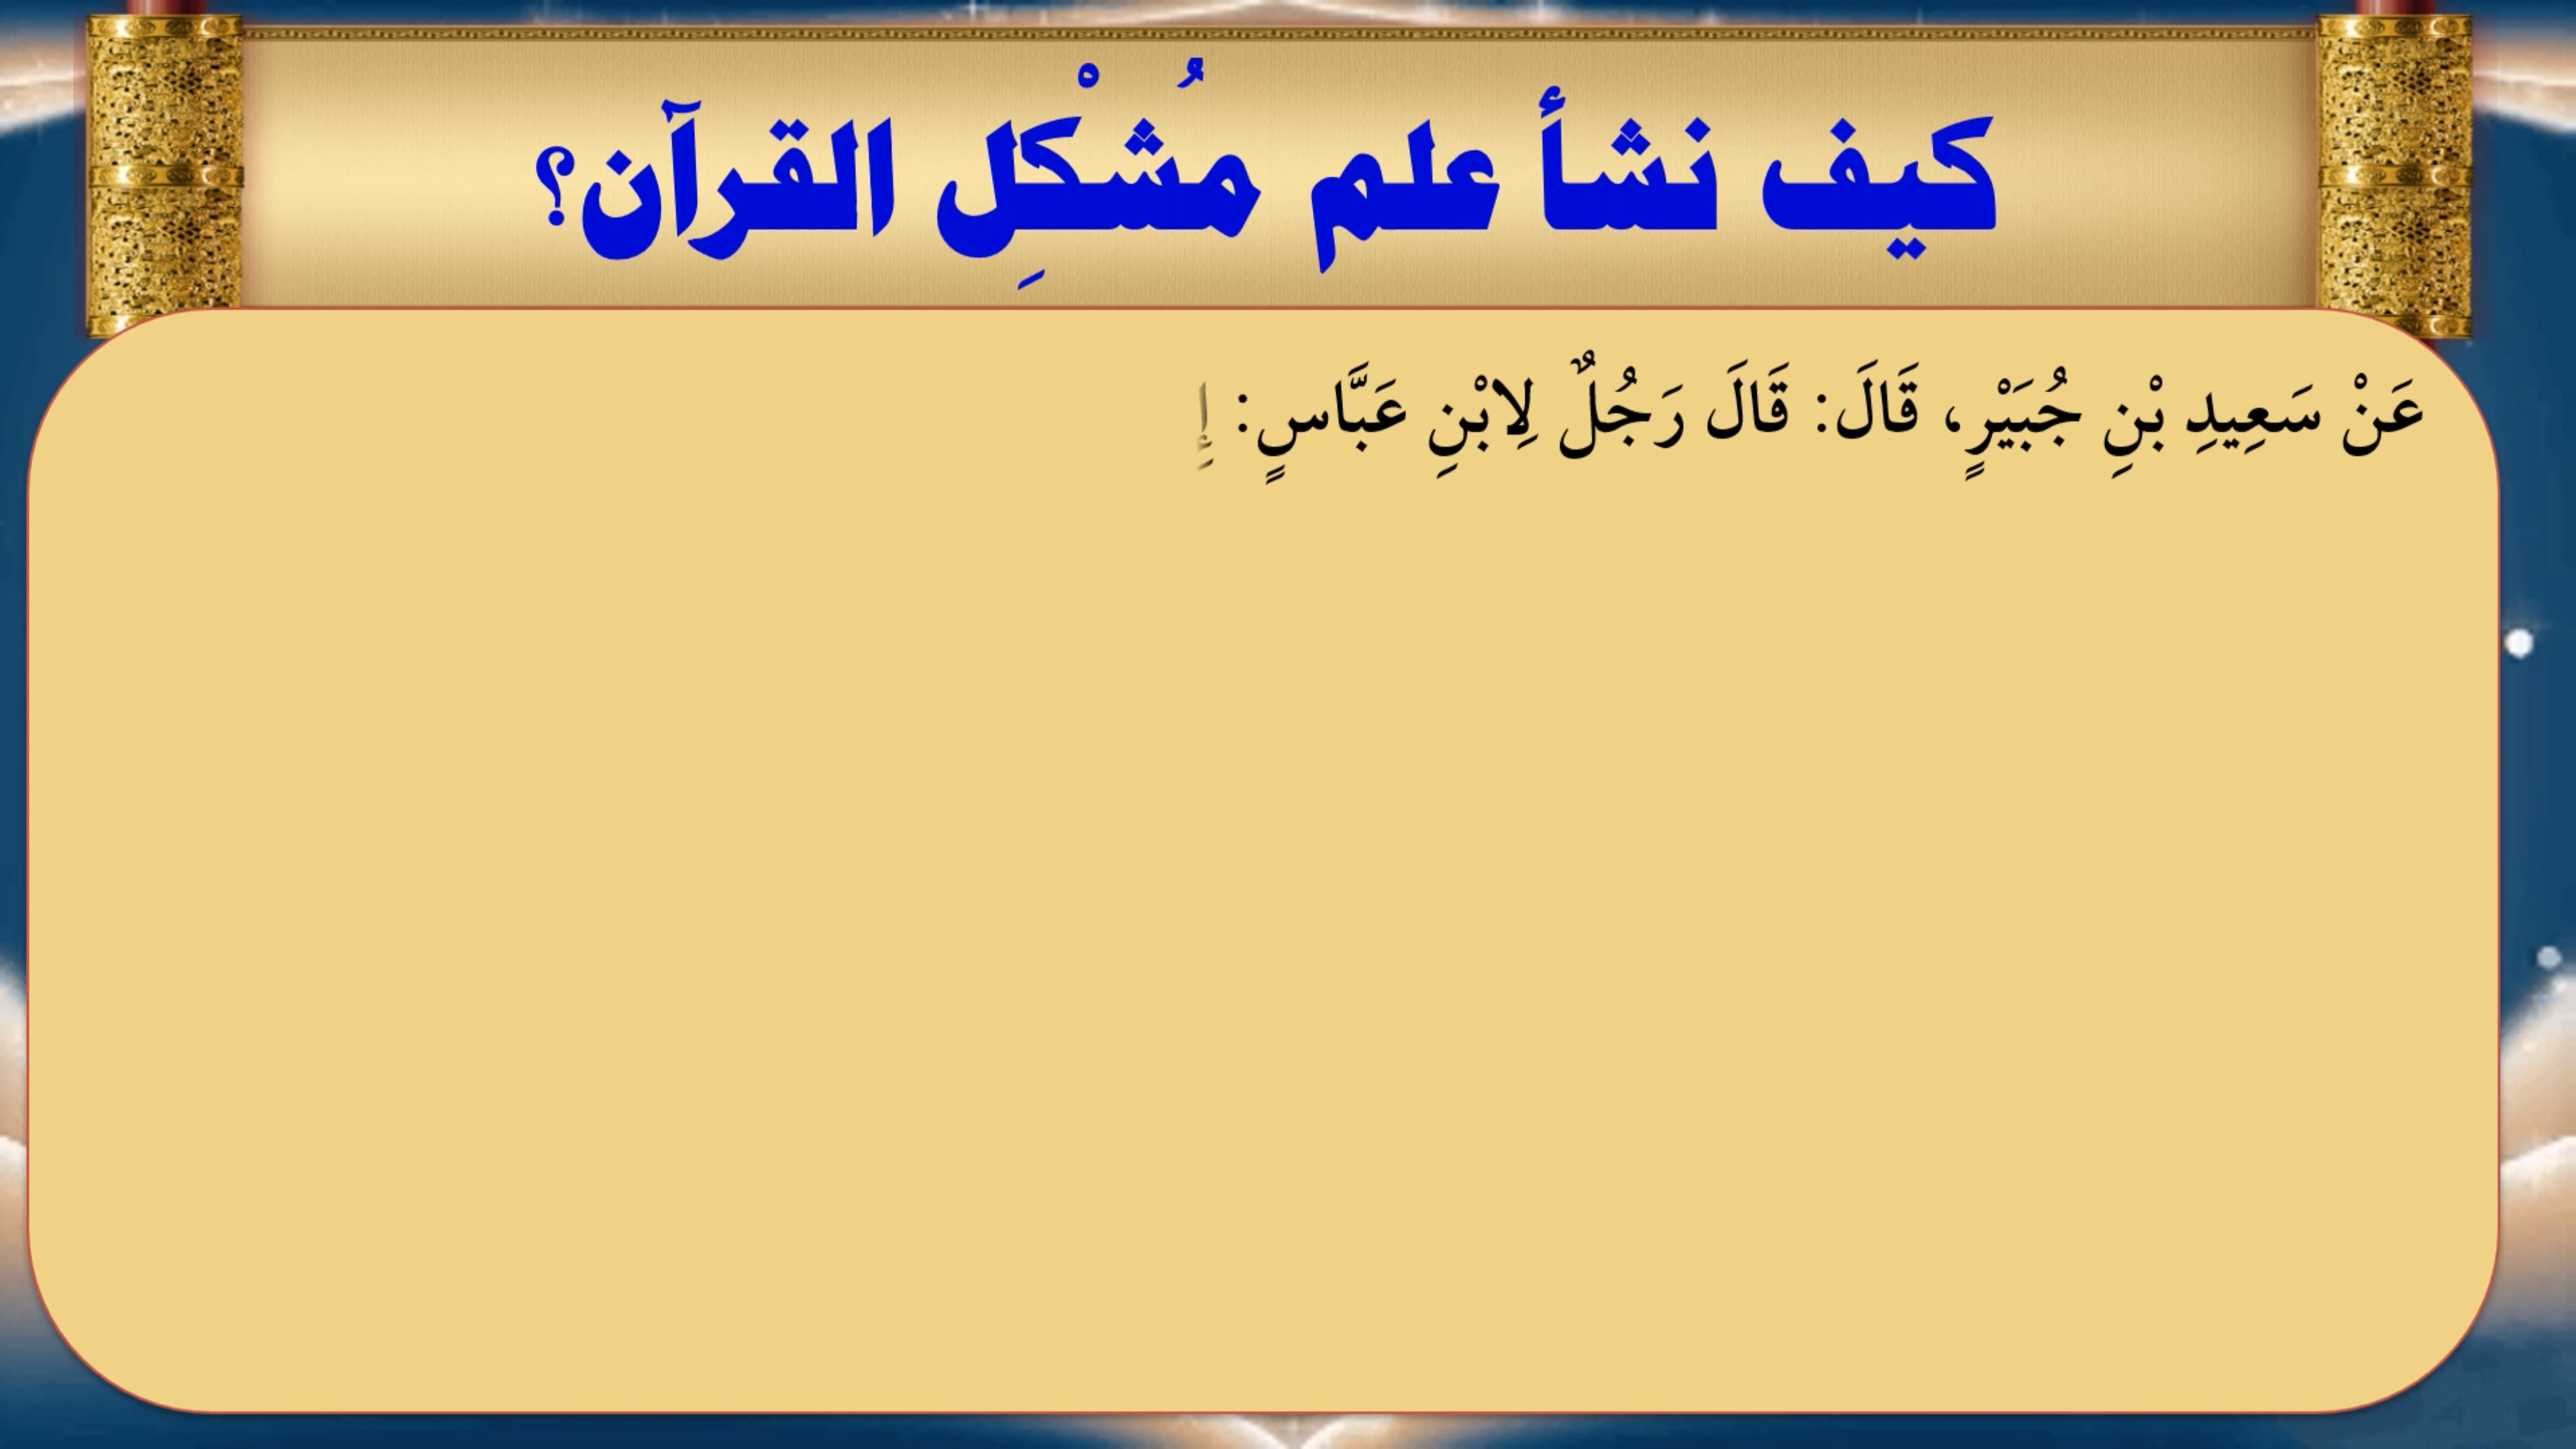 كيف نشأ علم مُشْكِل القرآن؟
عَنْ سَعِيدِ بْنِ جُبَيْرٍ، قَالَ: قَالَ رَجُلٌ لِابْنِ عَبَّاسٍ: إِ